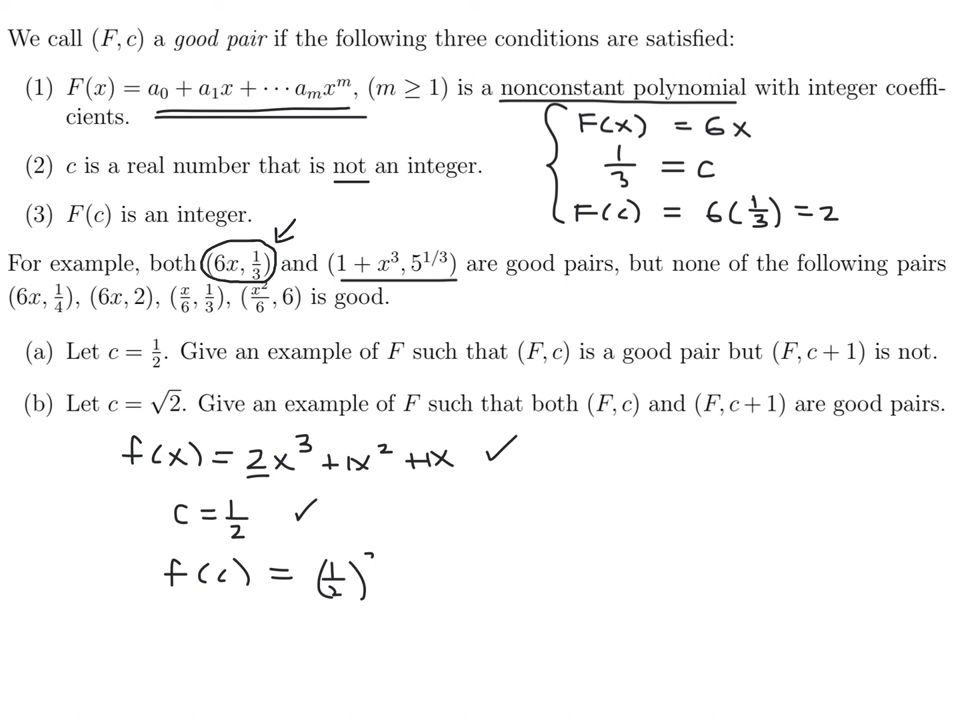 We call (F, c) a good pair if the following three conditions are satisfied:
(1) F(x) = a₀ + a₁x + ··· aₘxᵐ, (m ≥ 1) is a nonconstant polynomial with integer coeffi-
cients.
F(x) = 6x
(2) c is a real number that is not an integer.
1/3 = c
(3) F(c) is an integer.
F(c) = 6(1/3) = 2
For example, both (6x, 1/3) and (1 + x³, 5^{1/3}) are good pairs, but none of the following pairs
(6x, 1/4), (6x, 2), (x/6, 1/3), (x²/6, 6) is good.
(a) Let c = 1/2. Give an example of F such that (F, c) is a good pair but (F, c + 1) is not.
(b) Let c = √2. Give an example of F such that both (F, c) and (F, c + 1) are good pairs.
f(x) = 2x³ + 1x² + 1x ✓
c = 1/2 ✓
f(c) = (1/2)